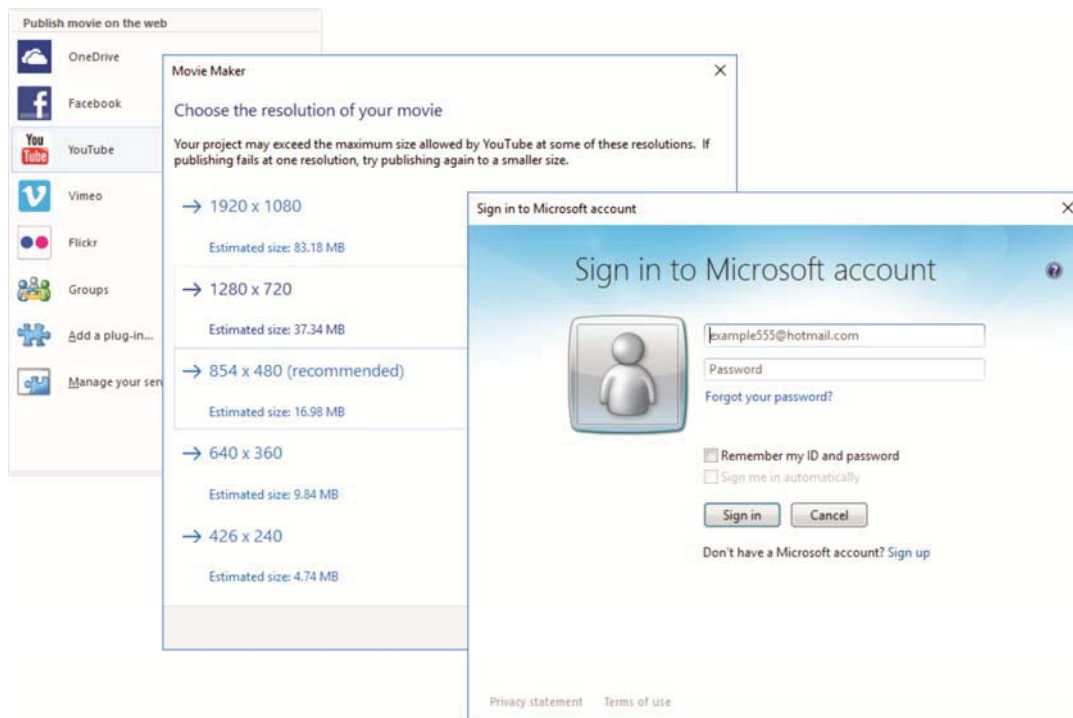 Publish movie on the web
OneDrive
Facebook
You
Tube
YouTube
Vimeo
Flickr
Groups
Add a plug-in...
Manage your ser
Movie Maker
Choose the resolution of your movie
Your project may exceed the maximum size allowed by YouTube at some of these resolutions. If
publishing fails at one resolution, try publishing again to a smaller size.
1920 x 1080
Estimated size: 83.18 MB
1280 x 720
Estimated size: 37.34 MB
854 x 480 (recommended)
Estimated size: 16.98 MB
640 x 360
Estimated size: 9.84 MB
426 x 240
Estimated size: 4.74 MB
Sign in to Microsoft account
Sign in to Microsoft account
example555@hotmail.com
Password
Forgot your password?
Remember my ID and password
Sign me in automatically
Sign in Cancel
Don't have a Microsoft account? Sign up
Privacy statement Terms of use